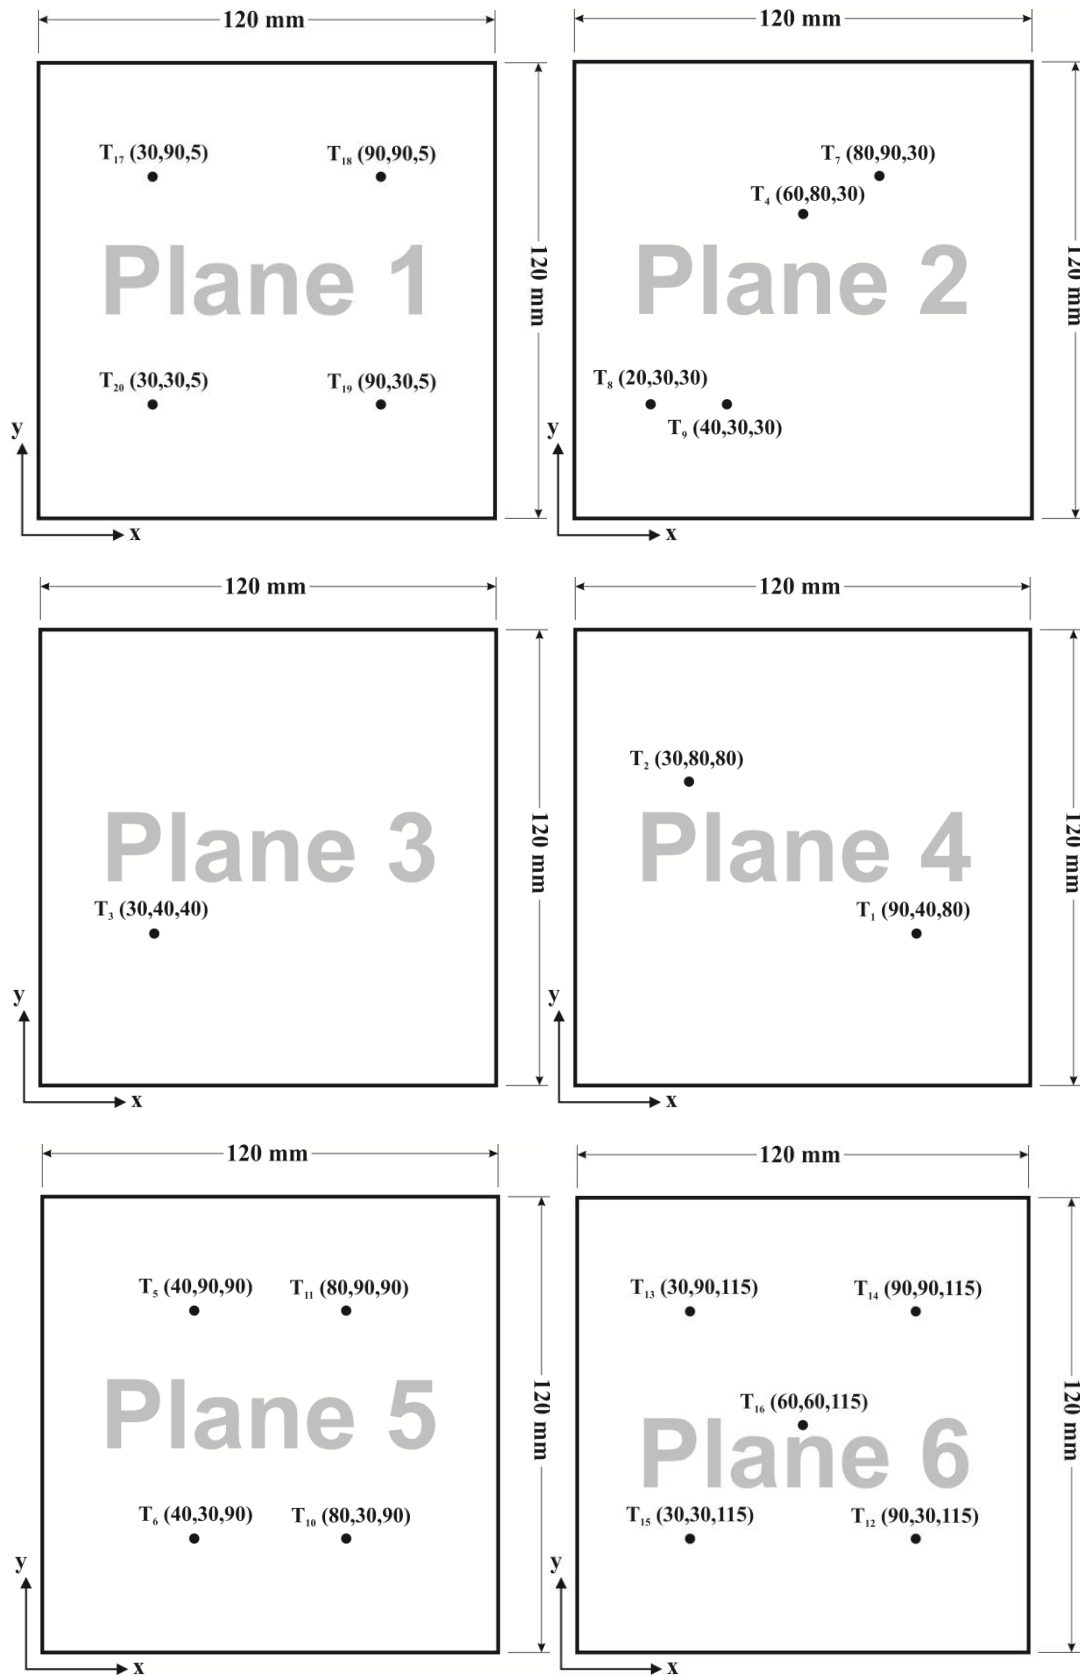 120 mm
120 mm
T17 (30,90,5)
T18 (90,90,5)
T7 (80,90,30)
T4 (60,80,30)
Plane 1
120 mm
Plane 2
120 mm
T20 (30,30,5)
T19 (90,30,5)
T8 (20,30,30)
T9 (40,30,30)
y
x
y
x
120 mm
120 mm
T2 (30,80,80)
Plane 3
120 mm
Plane 4
120 mm
T3 (30,40,40)
T1 (90,40,80)
y
x
y
x
120 mm
120 mm
T5 (40,90,90)
T11 (80,90,90)
T13 (30,90,115)
T14 (90,90,115)
Plane 5
120 mm
T16 (60,60,115)
Plane 6
120 mm
T6 (40,30,90)
T10 (80,30,90)
T15 (30,30,115)
T12 (90,30,115)
y
x
y
x